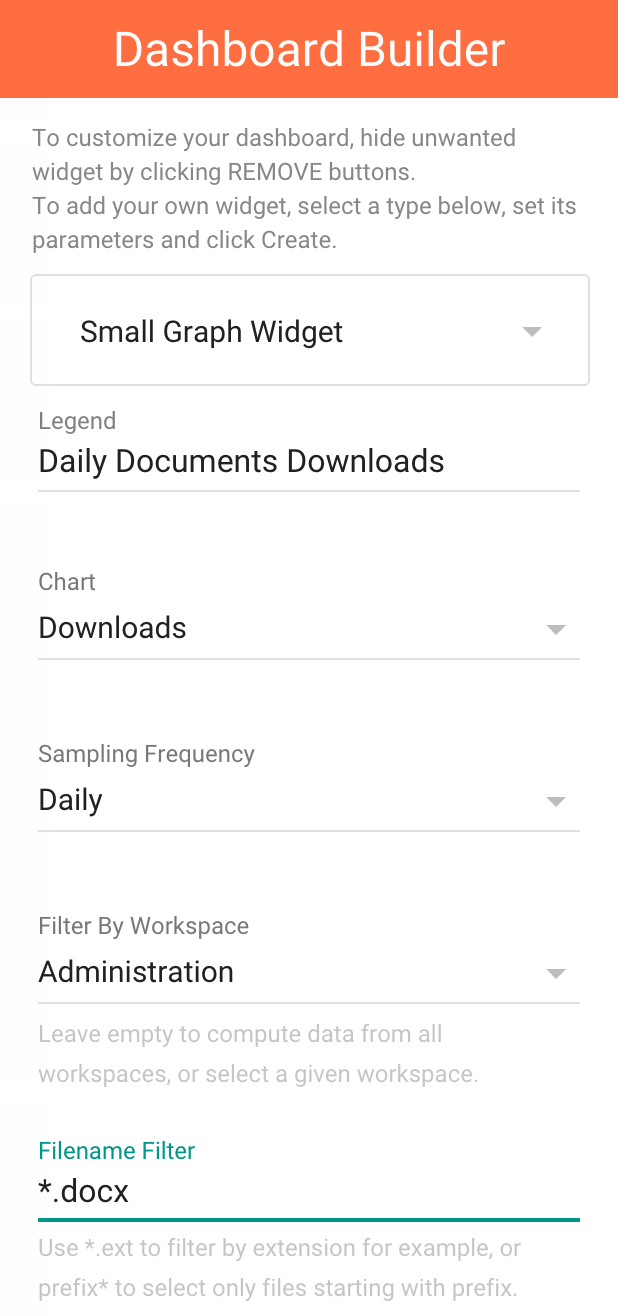 Dashboard Builder
To customize your dashboard, hide unwanted
widget by clicking REMOVE buttons.
To add your own widget, select a type below, set its
parameters and click Create.
Small Graph Widget
Legend
Daily Documents Downloads
Chart
Downloads
Sampling Frequency
Daily
Filter By Workspace
Administration
Leave empty to compute data from all
workspaces, or select a given workspace.
Filename Filter
*.docx
Use *.ext to filter by extension for example, or
prefix* to select only files starting with prefix.